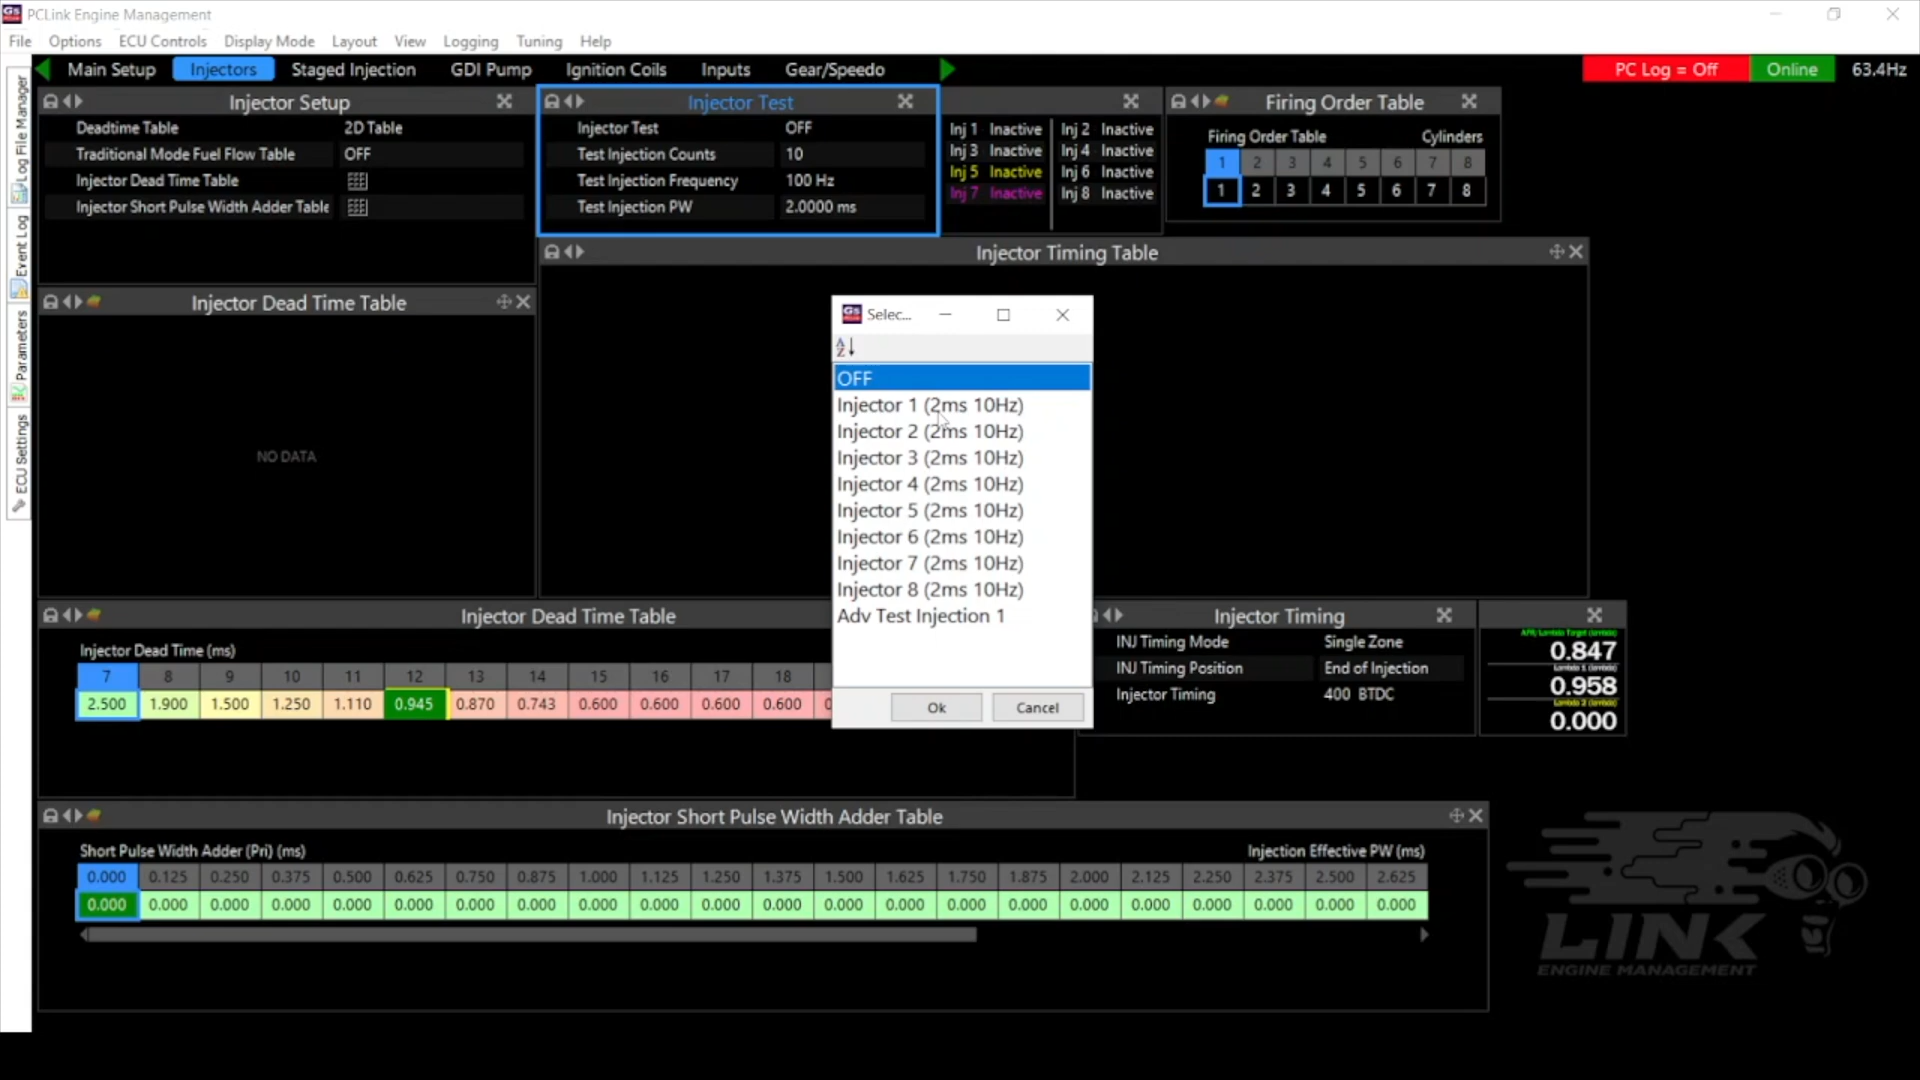 PCLink Engine Management
File Options ECU Controls Display Mode Layout View Logging Tuning Help
Main Setup Injectors Staged Injection GDI Pump Ignition Coils Inputs Gear/Speedo PC Log = Off Online 63.4Hz
Log File Manager
Event Log
Parameters
ECU Settings
Injector Setup
Deadtime Table 2D Table
Traditional Mode Fuel Flow Table OFF
Injector Dead Time Table
Injector Short Pulse Width Adder Table
Injector Test
Injector Test OFF
Test Injection Counts 10
Test Injection Frequency 100 Hz
Test Injection PW 2.0000 ms
Inj 1 Inactive Inj 2 Inactive
Inj 3 Inactive Inj 4 Inactive
Inj 5 Inactive Inj 6 Inactive
Inj 7 Inactive Inj 8 Inactive
Firing Order Table
Firing Order Table Cylinders
1 2 3 4 5 6 7 8
1 2 3 4 5 6 7 8
Injector Timing Table
Injector Dead Time Table
NO DATA
Selec...
OFF
Injector 1 (2ms 10Hz)
Injector 2 (2ms 10Hz)
Injector 3 (2ms 10Hz)
Injector 4 (2ms 10Hz)
Injector 5 (2ms 10Hz)
Injector 6 (2ms 10Hz)
Injector 7 (2ms 10Hz)
Injector 8 (2ms 10Hz)
Adv Test Injection 1
Ok Cancel
Injector Dead Time Table
Injector Dead Time (ms)
7 8 9 10 11 12 13 14 15 16 17 18
2.500 1.900 1.500 1.250 1.110 0.945 0.870 0.743 0.600 0.600 0.600 0.600
Injector Timing
INJ Timing Mode Single Zone
INJ Timing Position End of Injection
Injector Timing 400 BTDC
AFR/Lambda Target (lambda)
0.847
Lambda 1 (lambda)
0.958
Lambda 2 (lambda)
0.000
Injector Short Pulse Width Adder Table
Short Pulse Width Adder (Pri) (ms) Injection Effective PW (ms)
0.000 0.125 0.250 0.375 0.500 0.625 0.750 0.875 1.000 1.125 1.250 1.375 1.500 1.625 1.750 1.875 2.000 2.125 2.250 2.375 2.500 2.625
0.000 0.000 0.000 0.000 0.000 0.000 0.000 0.000 0.000 0.000 0.000 0.000 0.000 0.000 0.000 0.000 0.000 0.000 0.000 0.000 0.000 0.000
LINK
ENGINE MANAGEMENT